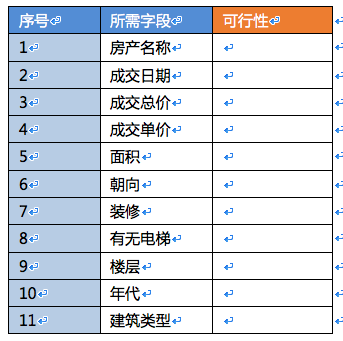 序号 所需字段 可行性
1 房产名称
2 成交日期
3 成交总价
4 成交单价
5 面积
6 朝向
7 装修
8 有无电梯
9 楼层
10 年代
11 建筑类型